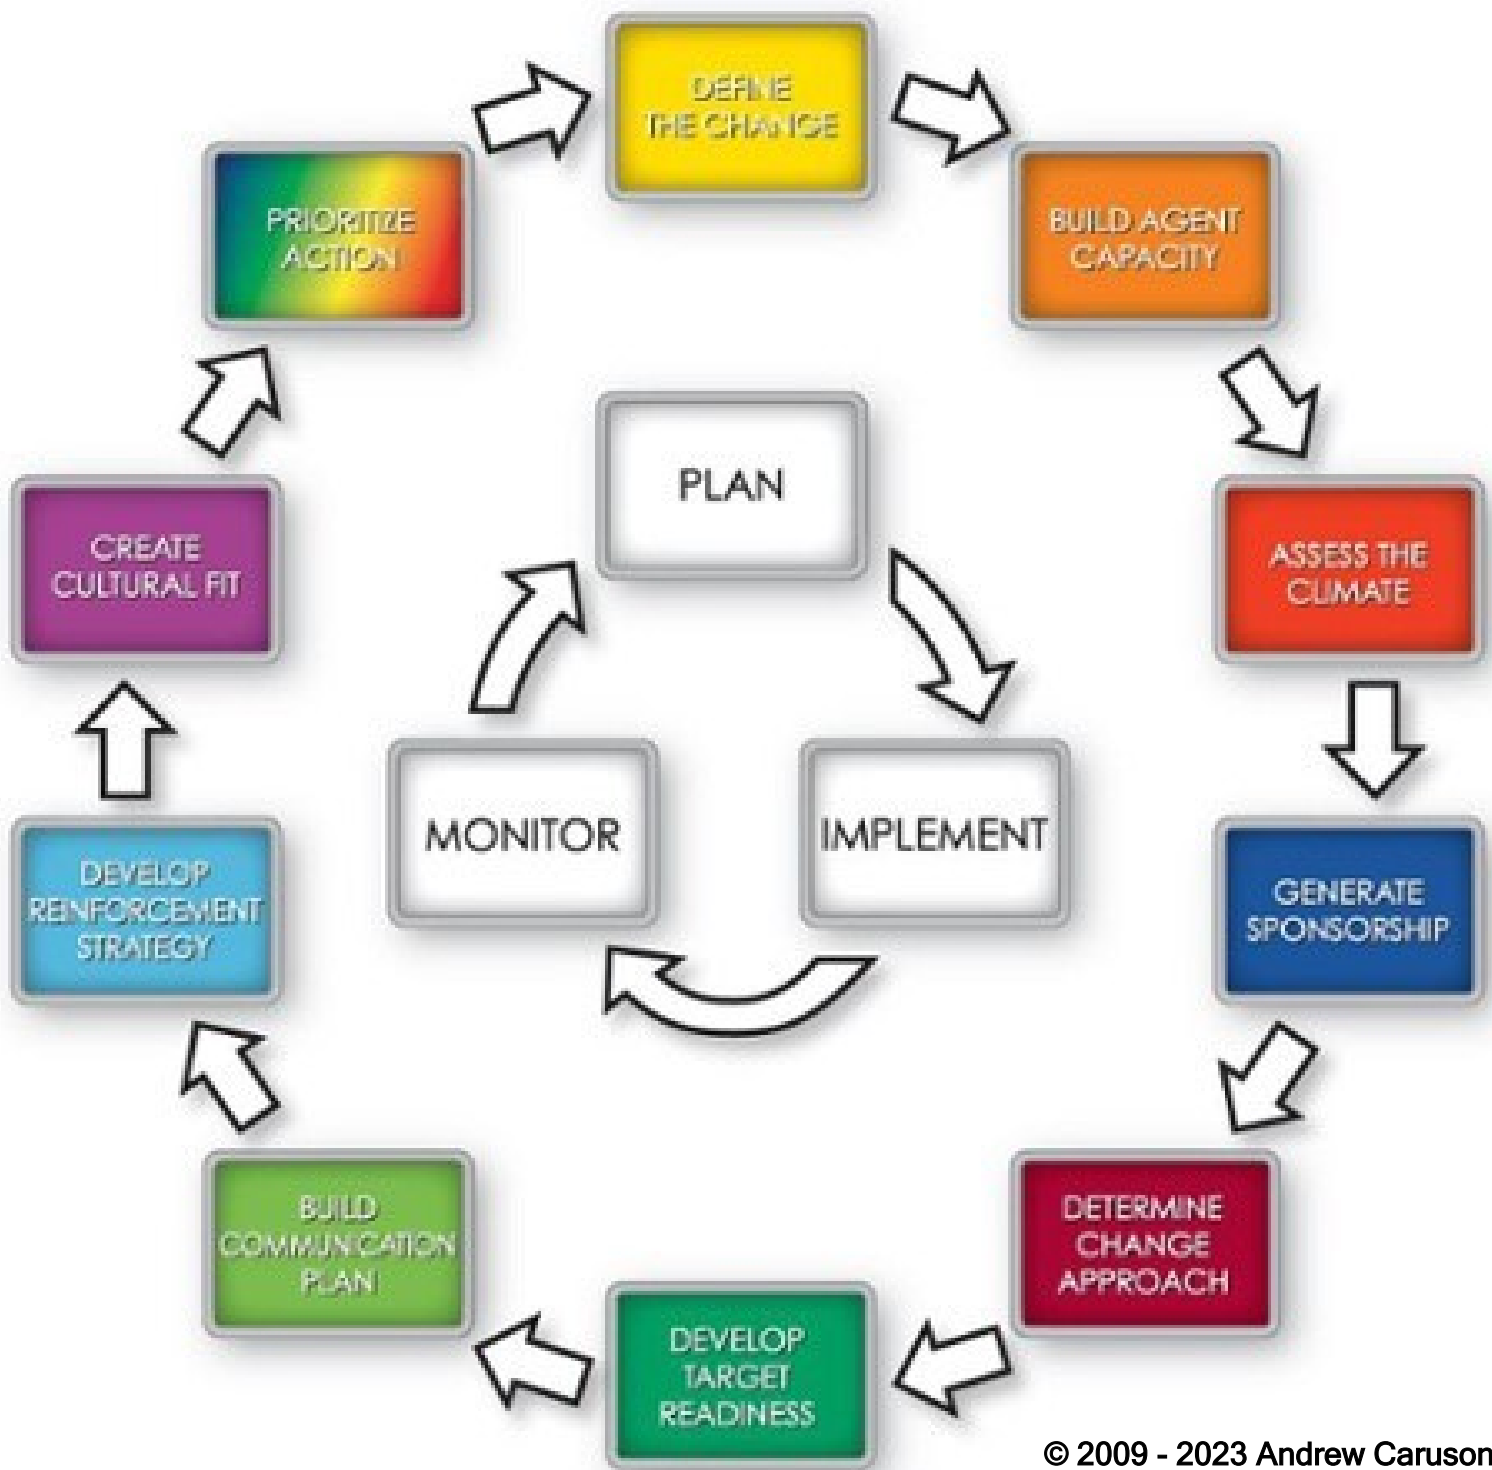 DEFINE
THE CHANGE
BUILD AGENT
CAPACITY
ASSESS THE
CLIMATE
GENERATE
SPONSORSHIP
DETERMINE
CHANGE
APPROACH
DEVELOP
TARGET
READINESS
BUILD
COMMUNICATION
PLAN
DEVELOP
REINFORCEMENT
STRATEGY
CREATE
CULTURAL FIT
PRIORITIZE
ACTION
PLAN
IMPLEMENT
MONITOR
© 2009 - 2023 Andrew Caruson